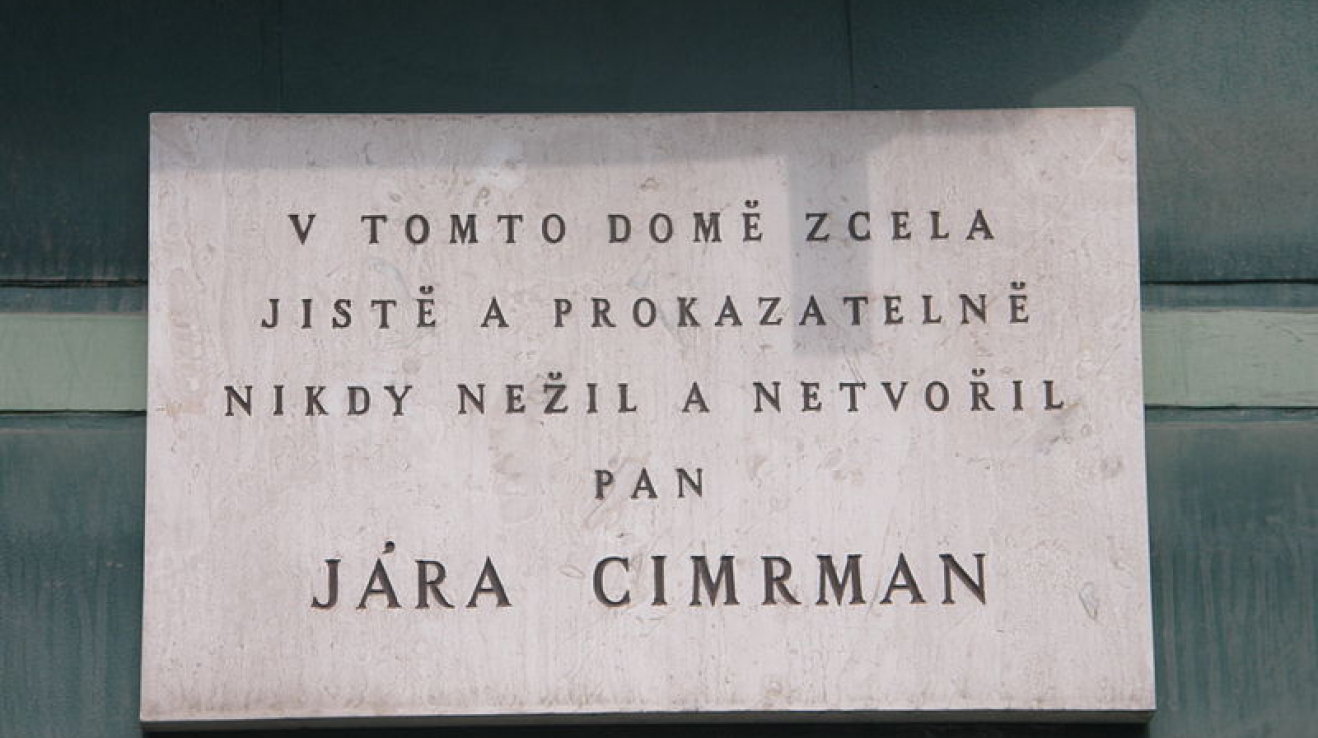 V TOMTO DOMĚ ZCELA
JISTĚ A PROKAZATELNĚ
NIKDY NEŽIL A NETVOŘIL
PAN
JÁRA CIMRMAN